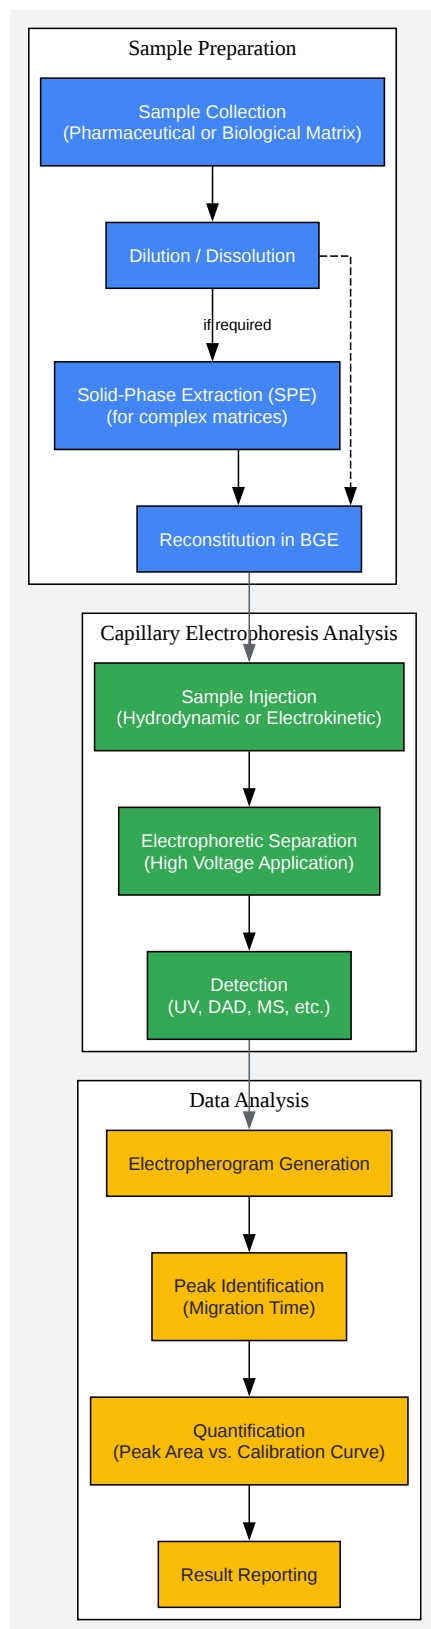 Sample Preparation
Sample Collection
(Pharmaceutical or Biological Matrix)
Dilution / Dissolution
if required
Solid-Phase Extraction (SPE)
(for complex matrices)
Reconstitution in BGE
Capillary Electrophoresis Analysis
Sample Injection
(Hydrodynamic or Electrokinetic)
Electrophoretic Separation
(High Voltage Application)
Detection
(UV, DAD, MS, etc.)
Data Analysis
Electropherogram Generation
Peak Identification
(Migration Time)
Quantification
(Peak Area vs. Calibration Curve)
Result Reporting